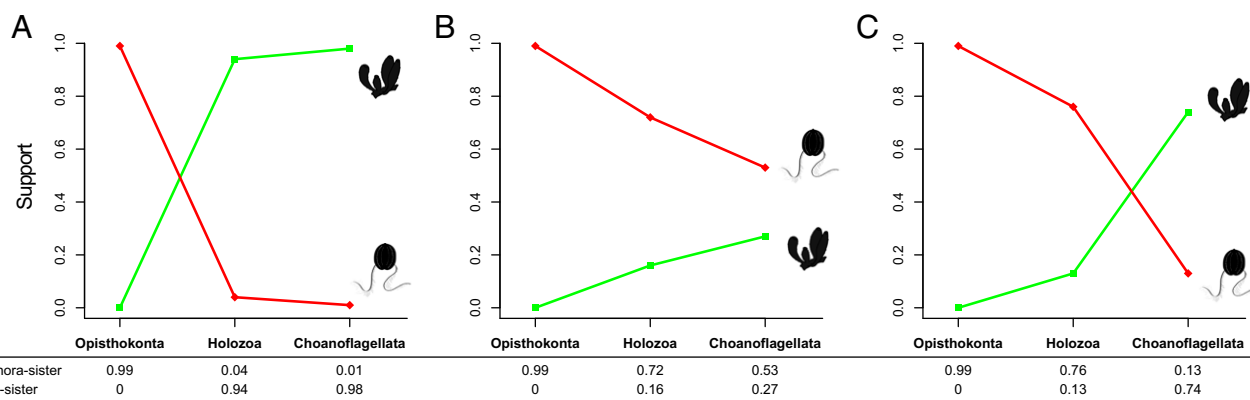 A B C
Support
1.0 1.0 1.0
0.8 0.8 0.8
0.6 0.6 0.6
0.4 0.4 0.4
0.2 0.2 0.2
0.0 0.0 0.0
Opisthokonta Holozoa Choanoflagellata Opisthokonta Holozoa Choanoflagellata Opisthokonta Holozoa Choanoflagellata
nora-sister 0.99 0.04 0.01 0.99 0.72 0.53 0.99 0.76 0.13
-sister 0 0.94 0.98 0 0.16 0.27 0 0.13 0.74